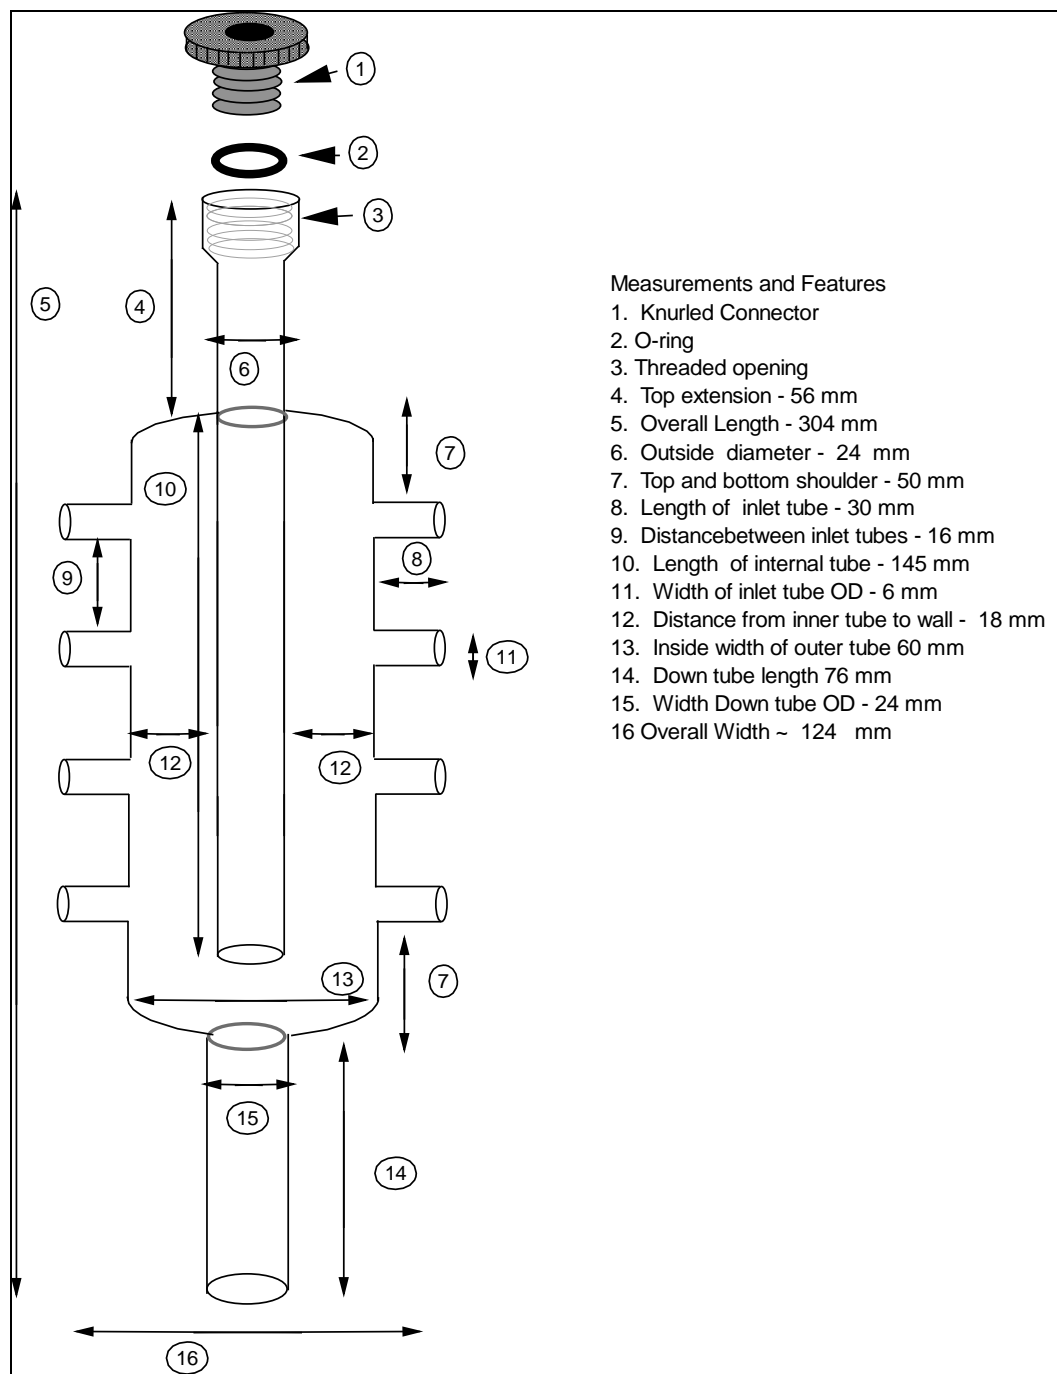 1
2
3
4
5
6
7
8
9
10
11
12
12
13
7
14
15
16
Measurements and Features
1. Knurled Connector
2. O-ring
3. Threaded opening
4. Top extension - 56 mm
5. Overall Length - 304 mm
6. Outside diameter - 24 mm
7. Top and bottom shoulder - 50 mm
8. Length of inlet tube - 30 mm
9. Distancebetween inlet tubes - 16 mm
10. Length of internal tube - 145 mm
11. Width of inlet tube OD - 6 mm
12. Distance from inner tube to wall - 18 mm
13. Inside width of outer tube 60 mm
14. Down tube length 76 mm
15. Width Down tube OD - 24 mm
16 Overall Width ~ 124 mm